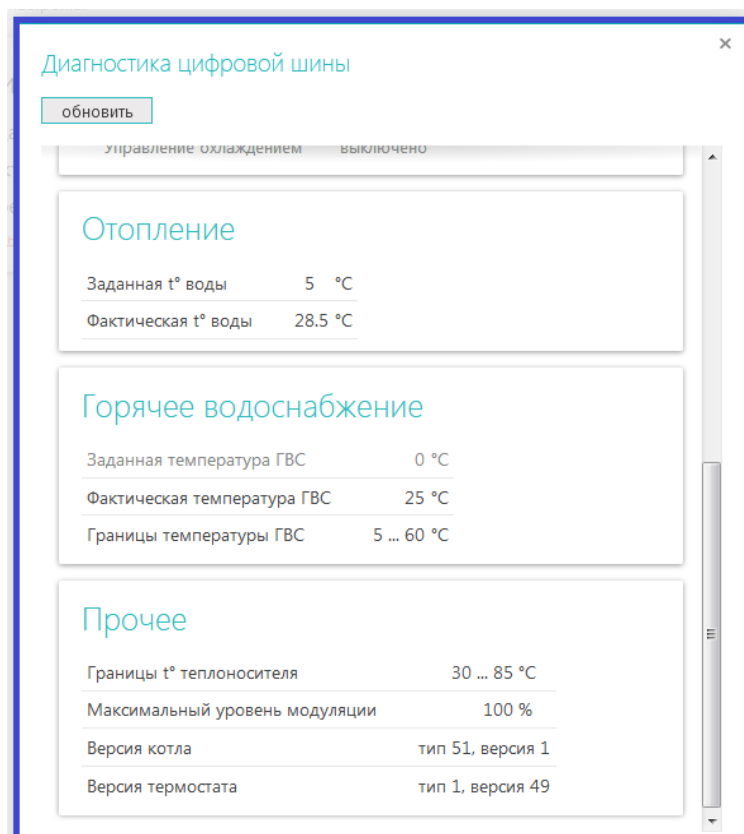 Диагностика цифровой шины
обновить
Управление охлаждением выключено
Отопление
Заданная t° воды 5 °C
Фактическая t° воды 28.5 °C
Горячее водоснабжение
Заданная температура ГВС 0 °C
Фактическая температура ГВС 25 °C
Границы температуры ГВС 5 ... 60 °C
Прочее
Границы t° теплоносителя 30 ... 85 °C
Максимальный уровень модуляции 100 %
Версия котла тип 51, версия 1
Версия термостата тип 1, версия 49